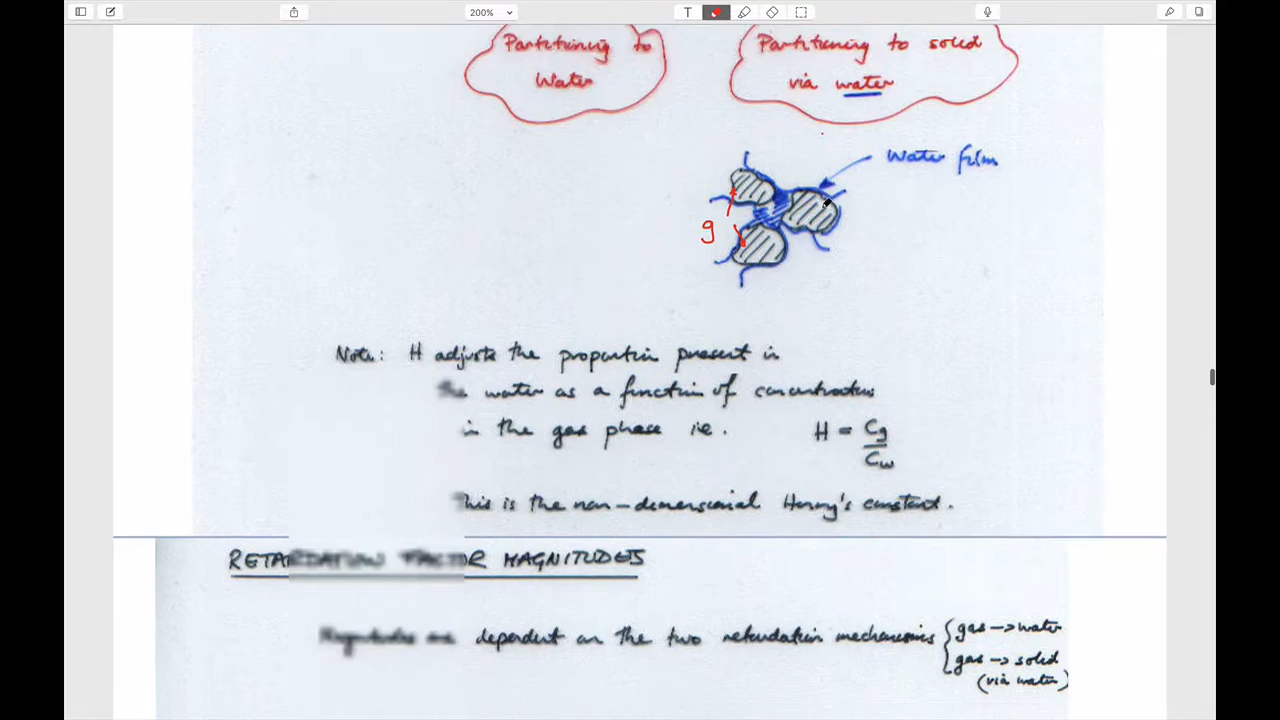 200%
T
Partitioning to
Water
Partitioning to solid
via water
Water film
g
Note: H adjusts the proportion present in
the water as a function of concentration
in the gas phase i.e. H = Cg / Cw
This is the non-dimensional Henry's constant.
RETARDATION FACTOR MAGNITUDES
Magnitudes are dependent on the two retardation mechanisms { gas → water
gas → solid
(via water)